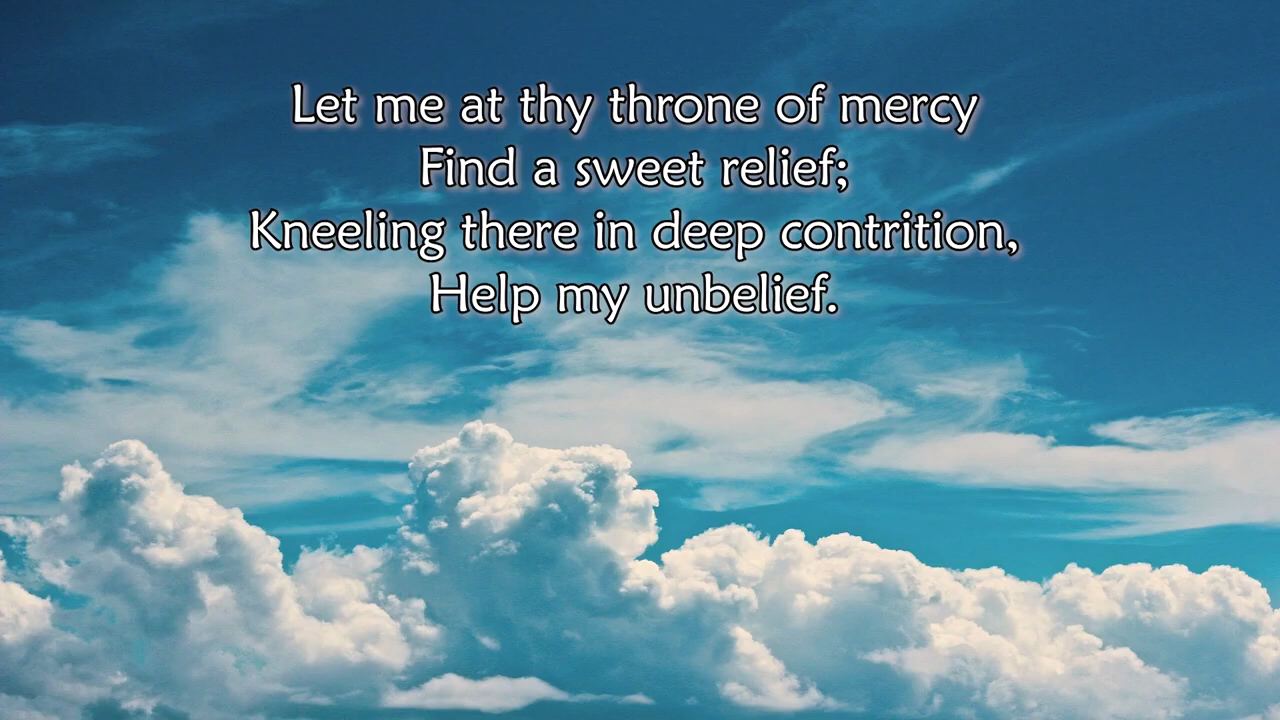 Let me at thy throne of mercy
Find a sweet relief;
Kneeling there in deep contrition,
Help my unbelief.